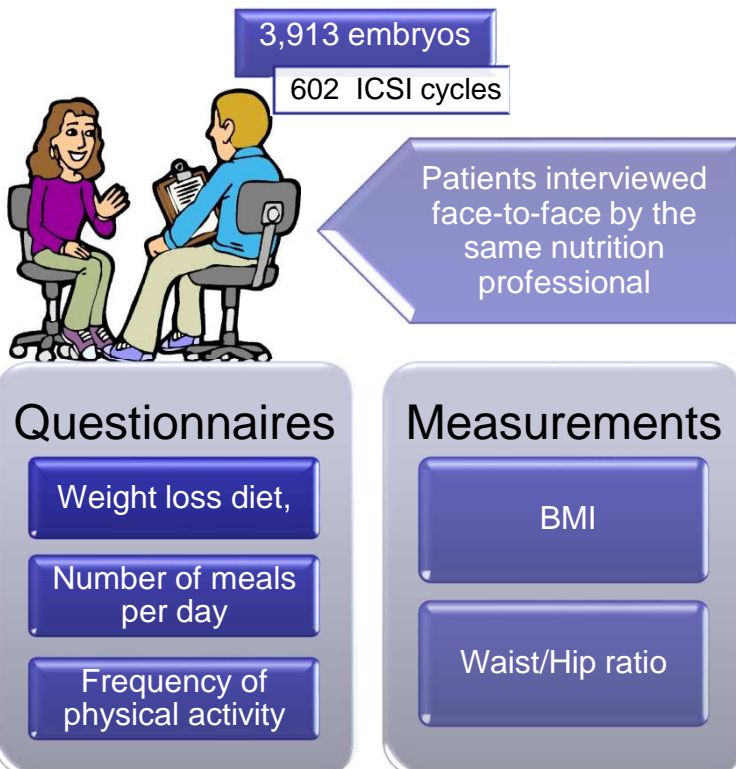 3,913 embryos
602 ICSI cycles
Patients interviewed
face-to-face by the
same nutrition
professional
Questionnaires
Weight loss diet,
Number of meals
per day
Frequency of
physical activity
Measurements
BMI
Waist/Hip ratio